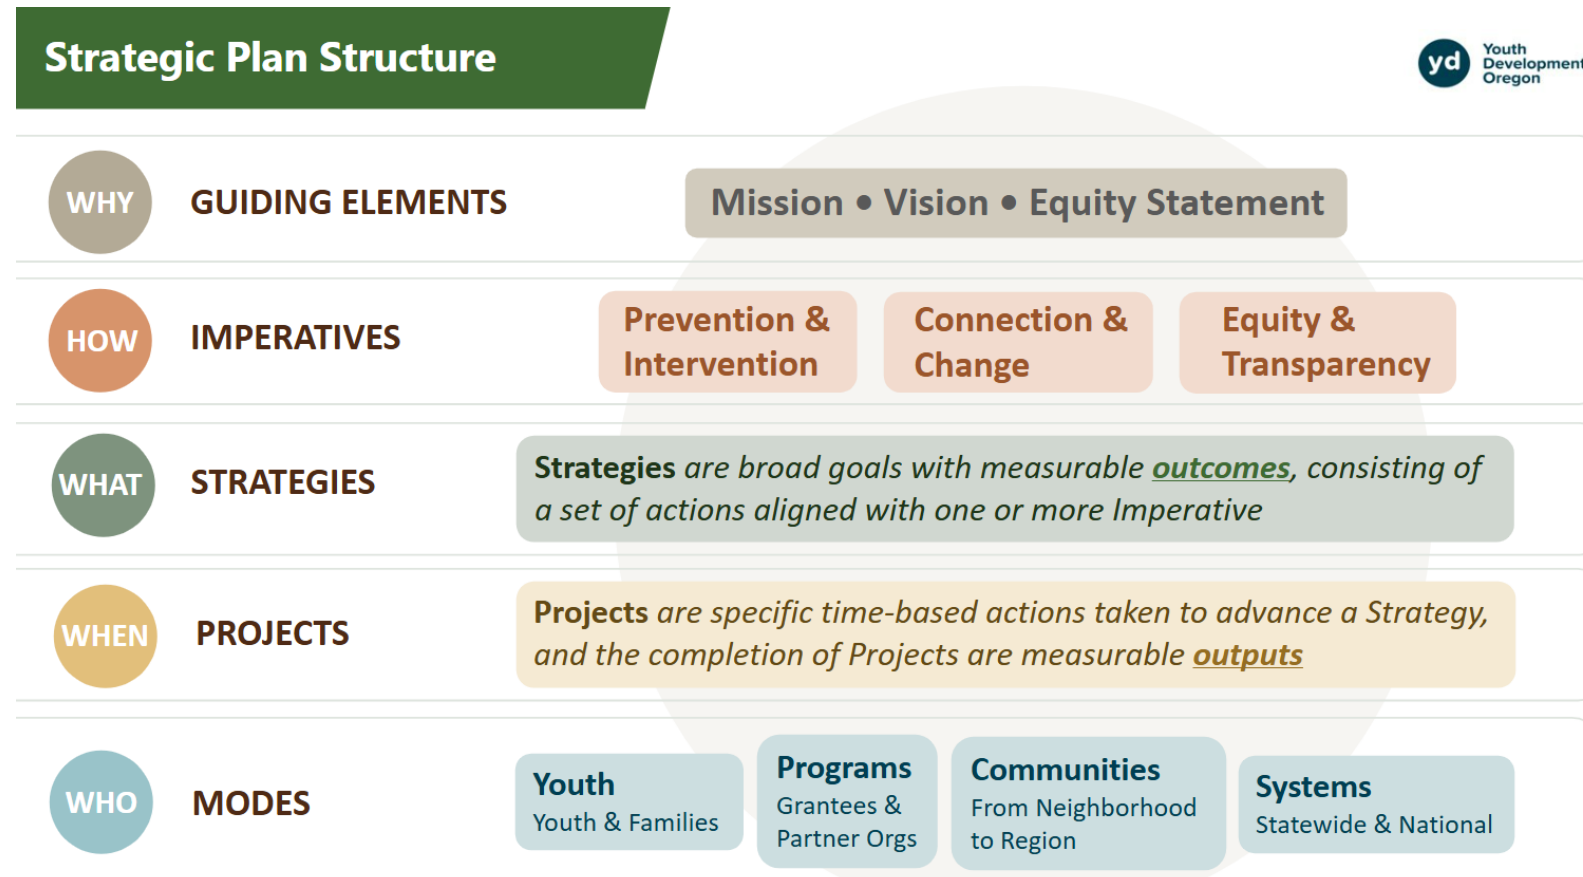 Strategic Plan Structure
yd
Youth
Development
Oregon
WHY
GUIDING ELEMENTS
Mission • Vision • Equity Statement
HOW
IMPERATIVES
Prevention &
Intervention
Connection &
Change
Equity &
Transparency
WHAT
STRATEGIES
Strategies are broad goals with measurable outcomes, consisting of
a set of actions aligned with one or more Imperative
WHEN
PROJECTS
Projects are specific time-based actions taken to advance a Strategy,
and the completion of Projects are measurable outputs
WHO
MODES
Youth
Youth & Families
Programs
Grantees &
Partner Orgs
Communities
From Neighborhood
to Region
Systems
Statewide & National